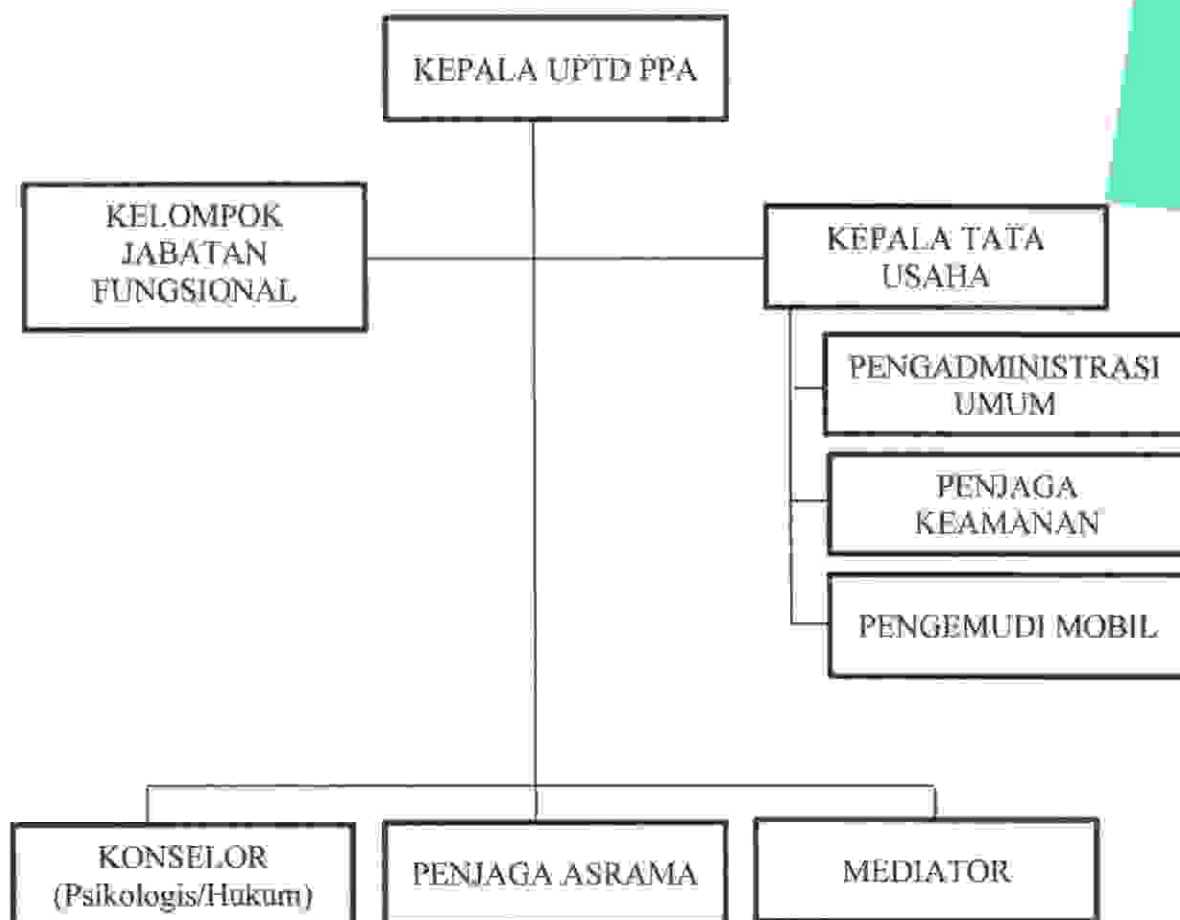 KEPALA UPTD PPA
KELOMPOK
JABATAN
FUNGSIONAL
KEPALA TATA
USAHA
PENGADMINISTRASI
UMUM
PENJAGA
KEAMANAN
PENGEMUDI MOBIL
KONSELOR
(Psikologis/Hukum)
PENJAGA ASRAMA
MEDIATOR